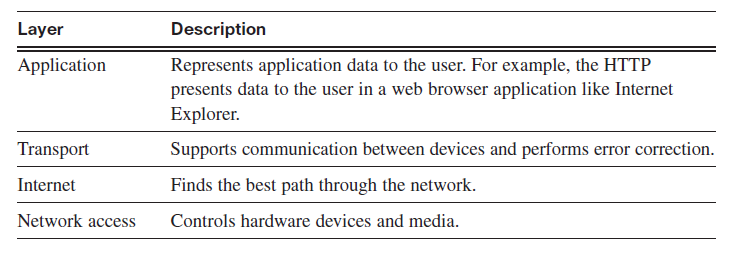 Layer Description
Application Represents application data to the user. For example, the HTTP
presents data to the user in a web browser application like Internet
Explorer.
Transport Supports communication between devices and performs error correction.
Internet Finds the best path through the network.
Network access Controls hardware devices and media.